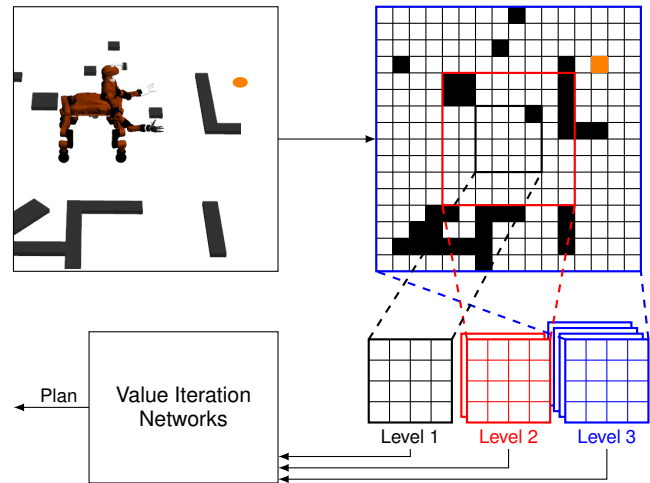 Level 1
Level 2
Level 3
Plan
Value Iteration
Networks